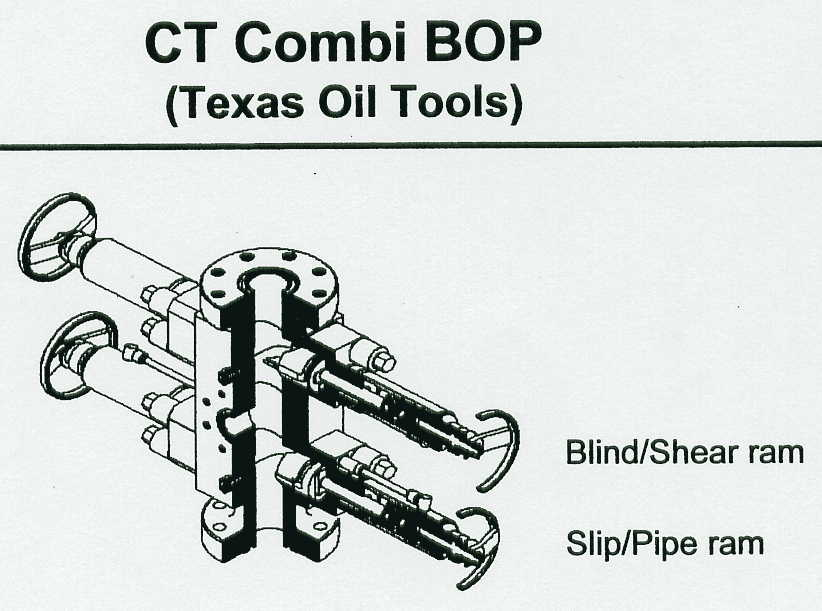 CT Combi BOP
(Texas Oil Tools)
Blind/Shear ram
Slip/Pipe ram